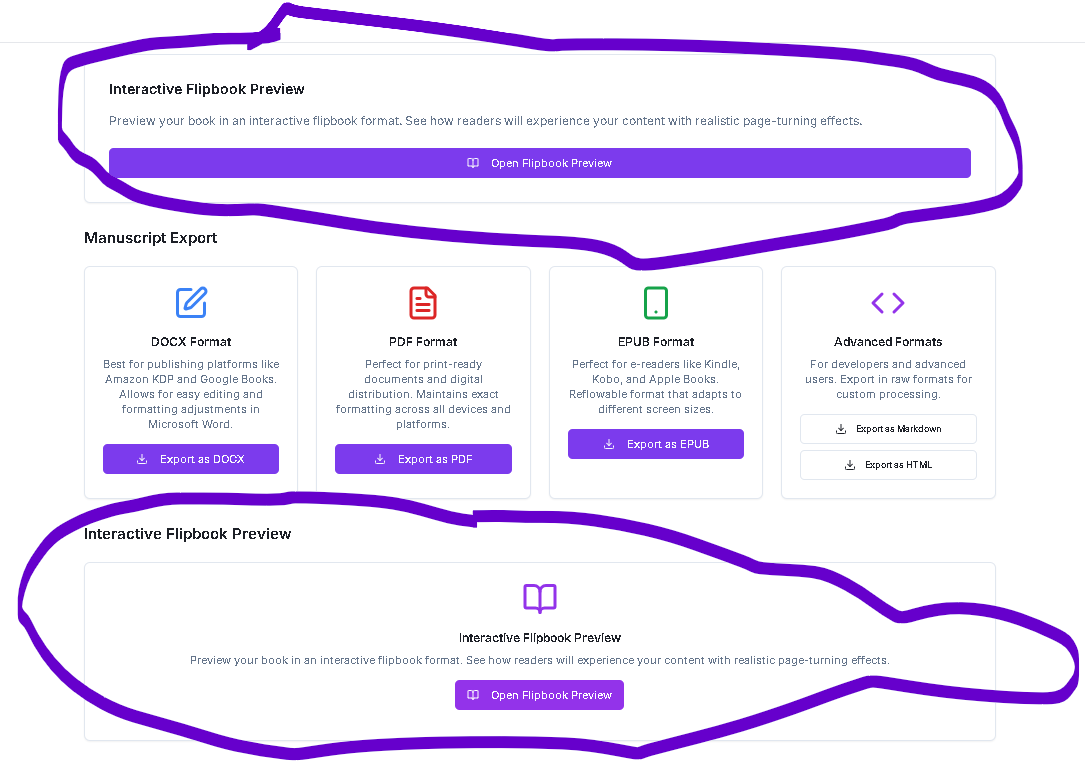 Interactive Flipbook Preview
Preview your book in an interactive flipbook format. See how readers will experience your content with realistic page-turning effects.
Open Flipbook Preview
Manuscript Export
DOCX Format
Best for publishing platforms like
Amazon KDP and Google Books.
Allows for easy editing and
formatting adjustments in
Microsoft Word.
Export as DOCX
PDF Format
Perfect for print-ready
documents and digital
distribution. Maintains exact
formatting across all devices and
platforms.
Export as PDF
EPUB Format
Perfect for e-readers like Kindle,
Kobo, and Apple Books.
Reflowable format that adapts to
different screen sizes.
Export as EPUB
Advanced Formats
For developers and advanced
users. Export in raw formats for
custom processing.
Export as Markdown
Export as HTML
Interactive Flipbook Preview
Interactive Flipbook Preview
Preview your book in an interactive flipbook format. See how readers will experience your content with realistic page-turning effects.
Open Flipbook Preview